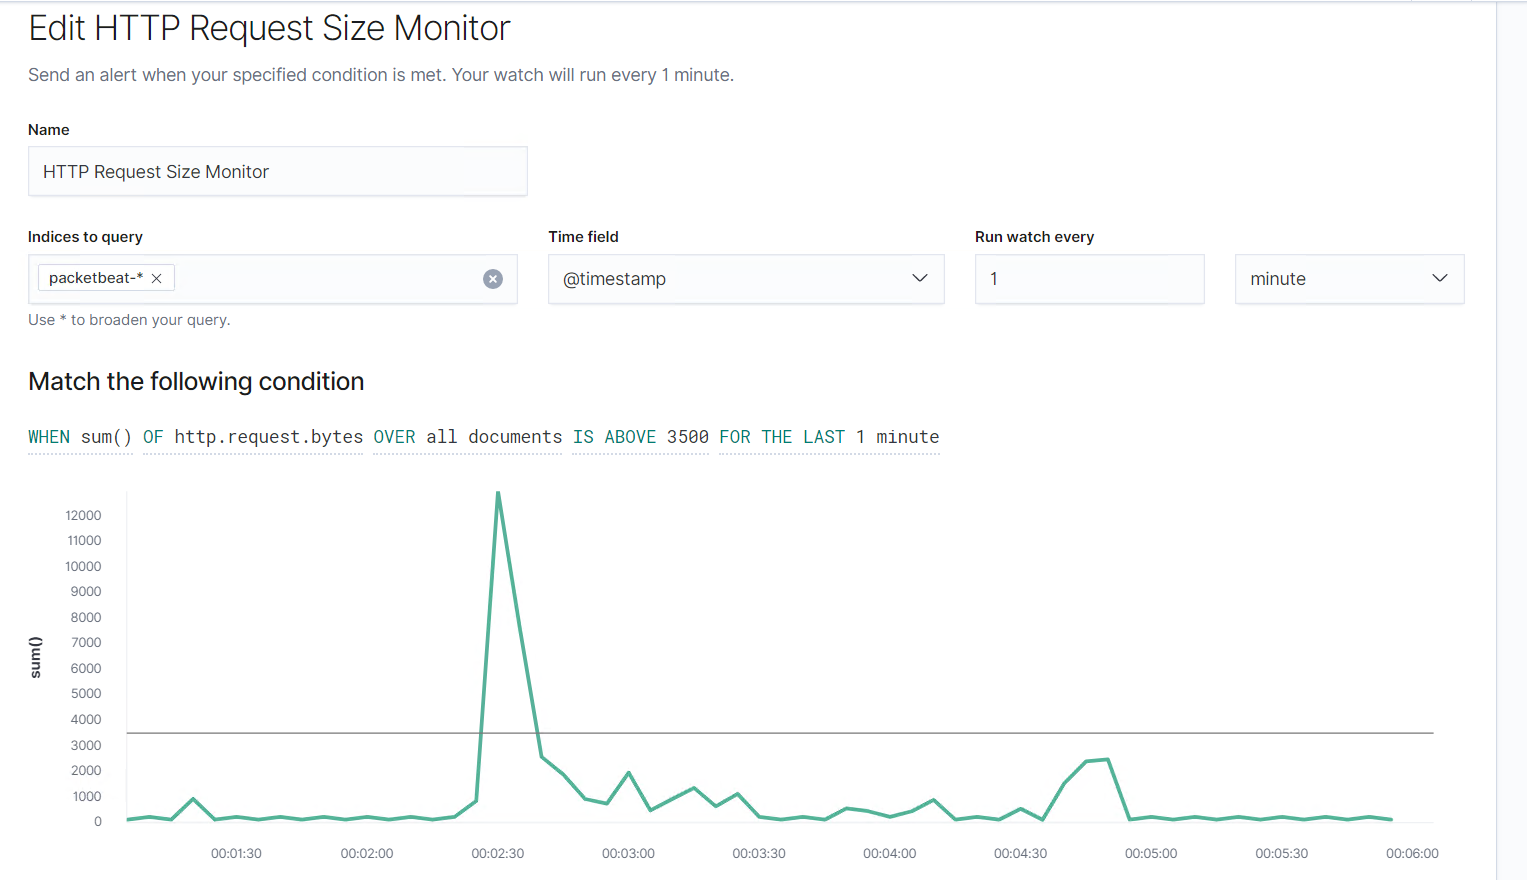 Edit HTTP Request Size Monitor
Send an alert when your specified condition is met. Your watch will run every 1 minute.
Name
HTTP Request Size Monitor
Indices to query
Time field
Run watch every
packetbeat-*
@timestamp
1
minute
Use * to broaden your query.
Match the following condition
WHEN sum() OF http.request.bytes OVER all documents IS ABOVE 3500 FOR THE LAST 1 minute
sum()
12000
11000
10000
9000
8000
7000
6000
5000
4000
3000
2000
1000
0
00:01:30 00:02:00 00:02:30 00:03:00 00:03:30 00:04:00 00:04:30 00:05:00 00:05:30 00:06:00